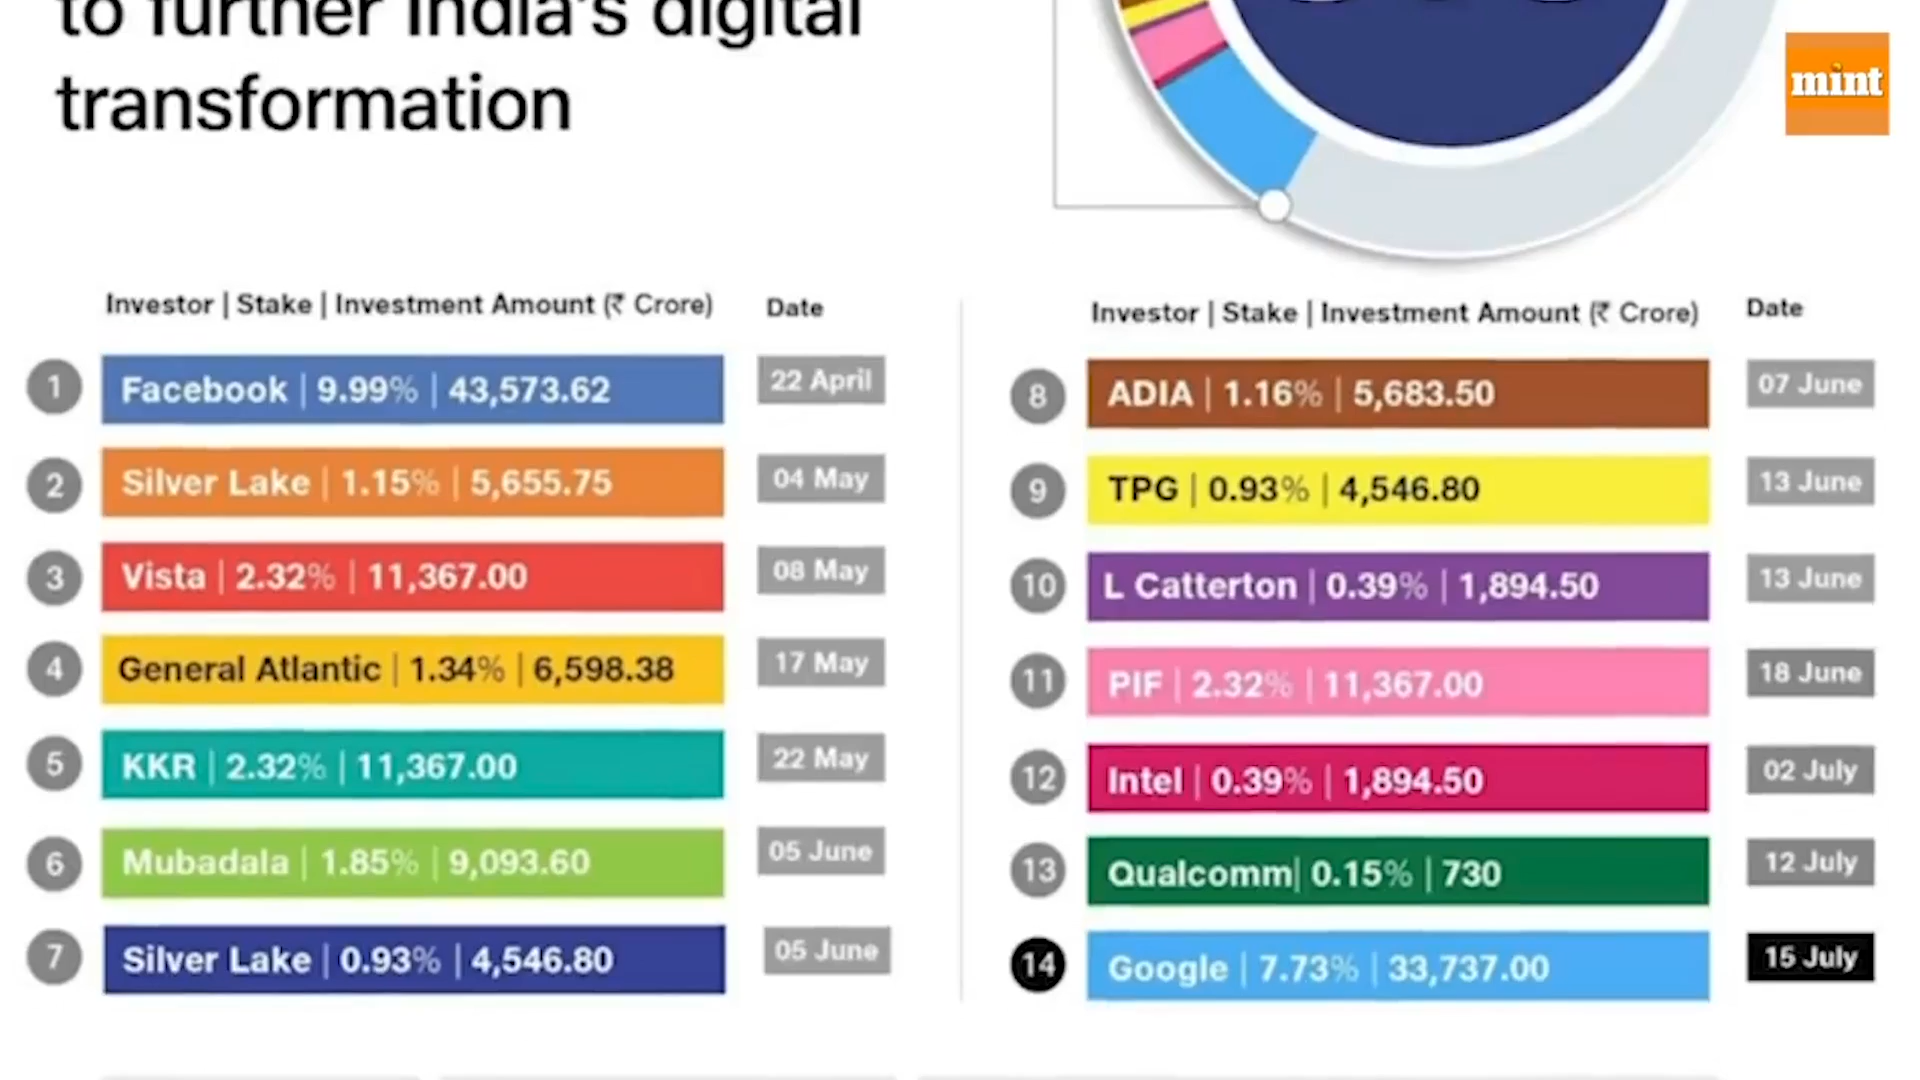 to further India's digital
transformation
mint
Investor | Stake | Investment Amount (₹ Crore) Date
1 Facebook | 9.99% | 43,573.62 22 April
2 Silver Lake | 1.15% | 5,655.75 04 May
3 Vista | 2.32% | 11,367.00 08 May
4 General Atlantic | 1.34% | 6,598.38 17 May
5 KKR | 2.32% | 11,367.00 22 May
6 Mubadala | 1.85% | 9,093.60 05 June
7 Silver Lake | 0.93% | 4,546.80 05 June
Investor | Stake | Investment Amount (₹ Crore) Date
8 ADIA | 1.16% | 5,683.50 07 June
9 TPG | 0.93% | 4,546.80 13 June
10 L Catterton | 0.39% | 1,894.50 13 June
11 PIF | 2.32% | 11,367.00 18 June
12 Intel | 0.39% | 1,894.50 02 July
13 Qualcomm| 0.15% | 730 12 July
14 Google | 7.73% | 33,737.00 15 July